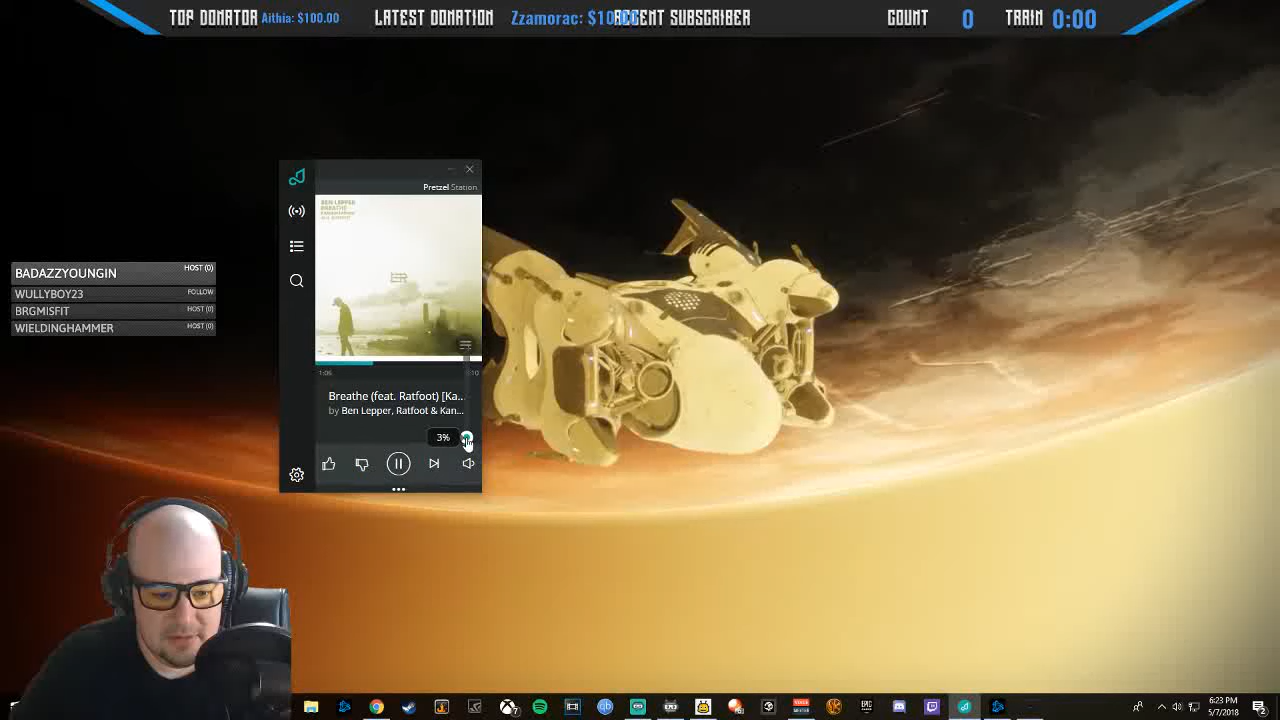 TOP DONATOR Aithia: $100.00
LATEST DONATION Zzamorac: $10.00
SUBSCRIBER
COUNT 0
TRAIN 0:00
Pretzel Station
BEN LEPPER
BREATHE
BADAZZYOUNGIN HOST (0)
WULLYBOY23 FOLLOW
BRGMISFIT HOST (0)
WIELDINGHAMMER HOST (0)
1:06
:10
Breathe (feat. Ratfoot) [Ka...
by Ben Lepper, Ratfoot & Kan...
3%
6:23 PM
5/7/2018